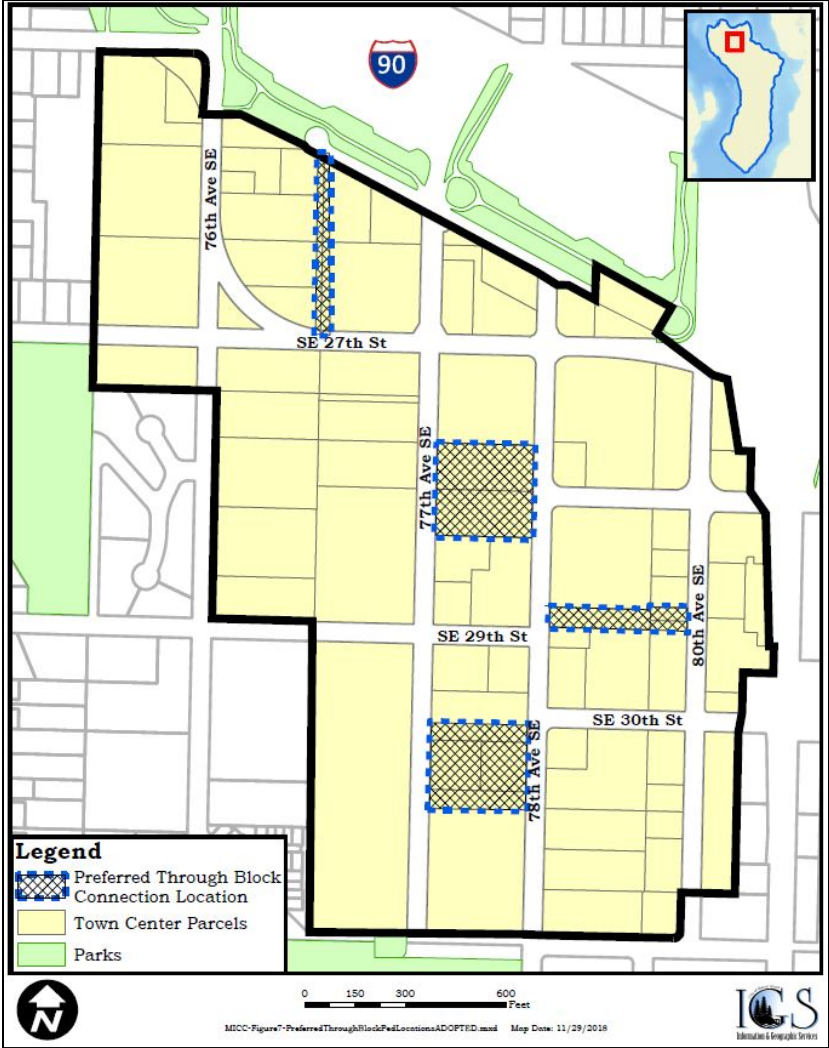 90
76th Ave SE
SE 27th St
77th Ave SE
80th Ave SE
SE 29th St
SE 30th St
78th Ave SE
Legend
Preferred Through Block
Connection Location
Town Center Parcels
Parks
N
0 150 300 600
Feet
MICC-Figure7-PreferredThroughBlockPedLocationsADOPTED.mxd Map Date: 11/29/2018
IGS
Information & Geographic Services